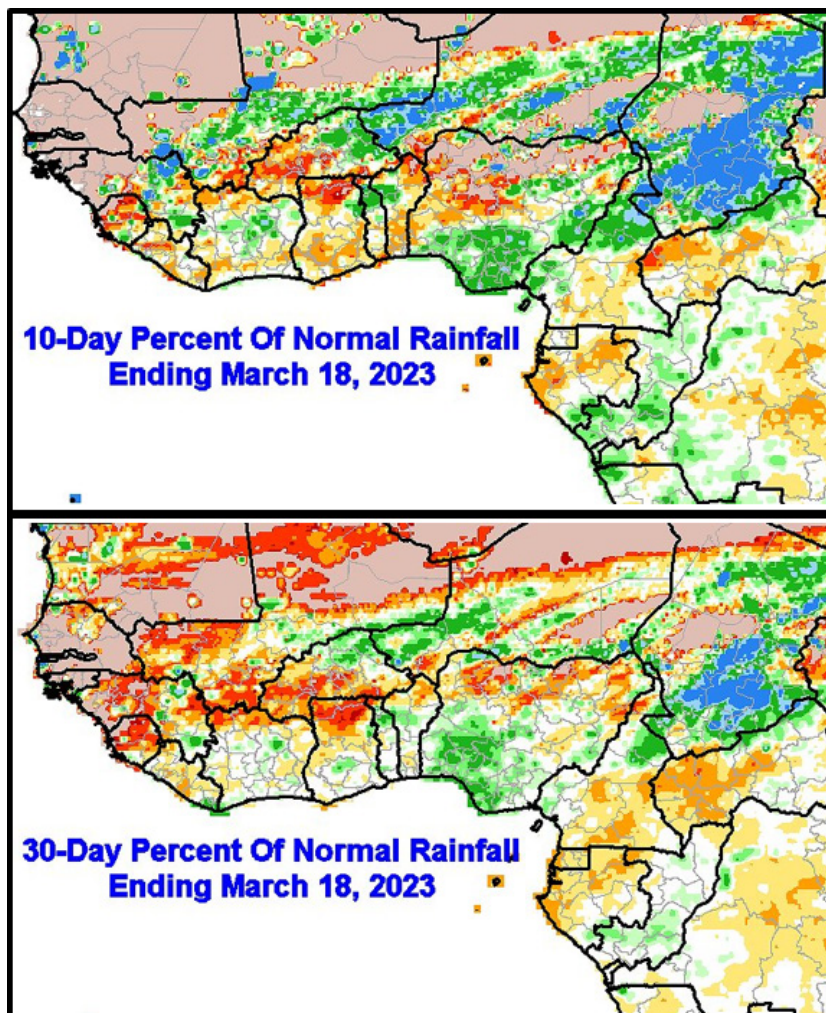 10-Day Percent Of Normal Rainfall
Ending March 18, 2023
30-Day Percent Of Normal Rainfall
Ending March 18, 2023